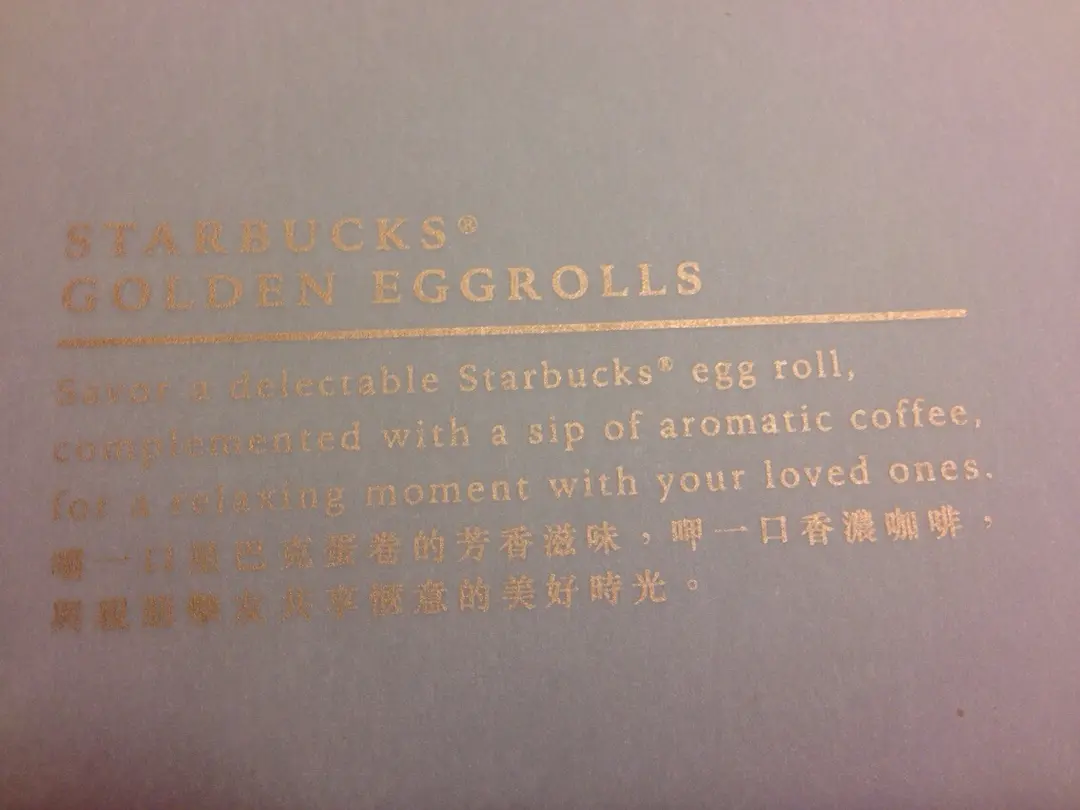 STARBUCKS®
GOLDEN EGGROLLS
Savor a delectable Starbucks® egg roll,
complemented with a sip of aromatic coffee,
for a relaxing moment with your loved ones.
嚐一口星巴克蛋卷的芳香滋味，呷一口香濃咖啡，
與親朋摯友共享愜意的美好時光。